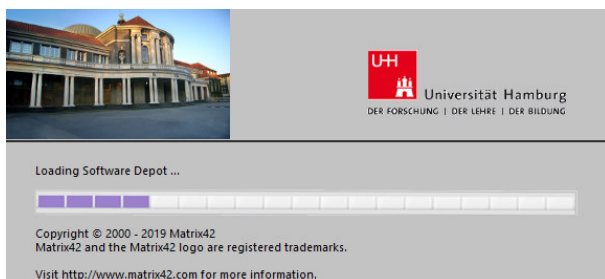 UH
Universität Hamburg
DER FORSCHUNG | DER LEHRE | DER BILDUNG
Loading Software Depot ...
Copyright © 2000 - 2019 Matrix42
Matrix42 and the Matrix42 logo are registered trademarks.
Visit http://www.matrix42.com for more information.